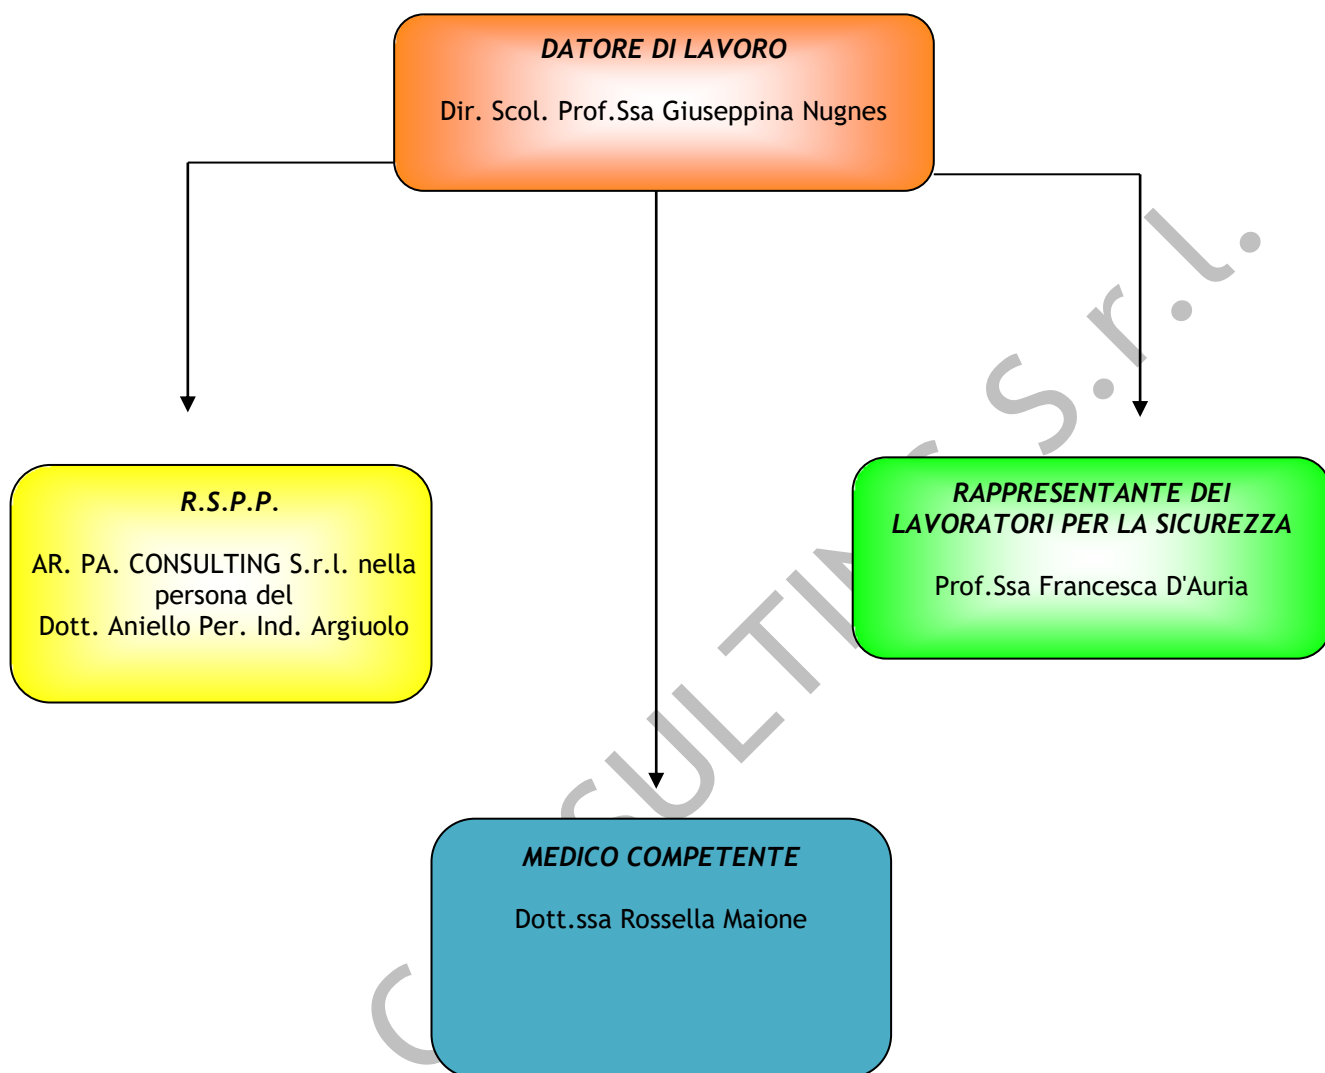 DATORE DI LAVORO
Dir. Scol. Prof.Ssa Giuseppina Nugnes
R.S.P.P.
AR. PA. CONSULTING S.r.l. nella
persona del
Dott. Aniello Per. Ind. Argiuolo
RAPPRESENTANTE DEI
LAVORATORI PER LA SICUREZZA
Prof.Ssa Francesca D'Auria
MEDICO COMPETENTE
Dott.ssa Rossella Maione
CONSULTING S.r.l.